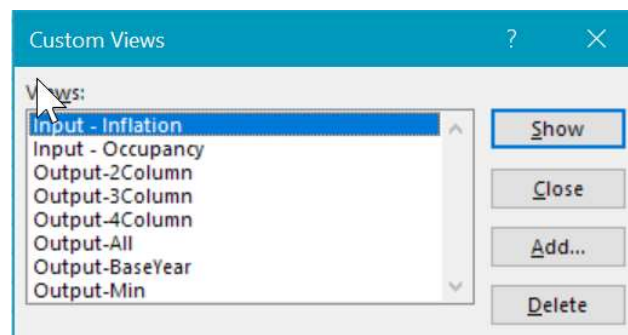 Custom Views
Views:
Input - Inflation
Input - Occupancy
Output-2Column
Output-3Column
Output-4Column
Output-All
Output-BaseYear
Output-Min
Show
Close
Add...
Delete